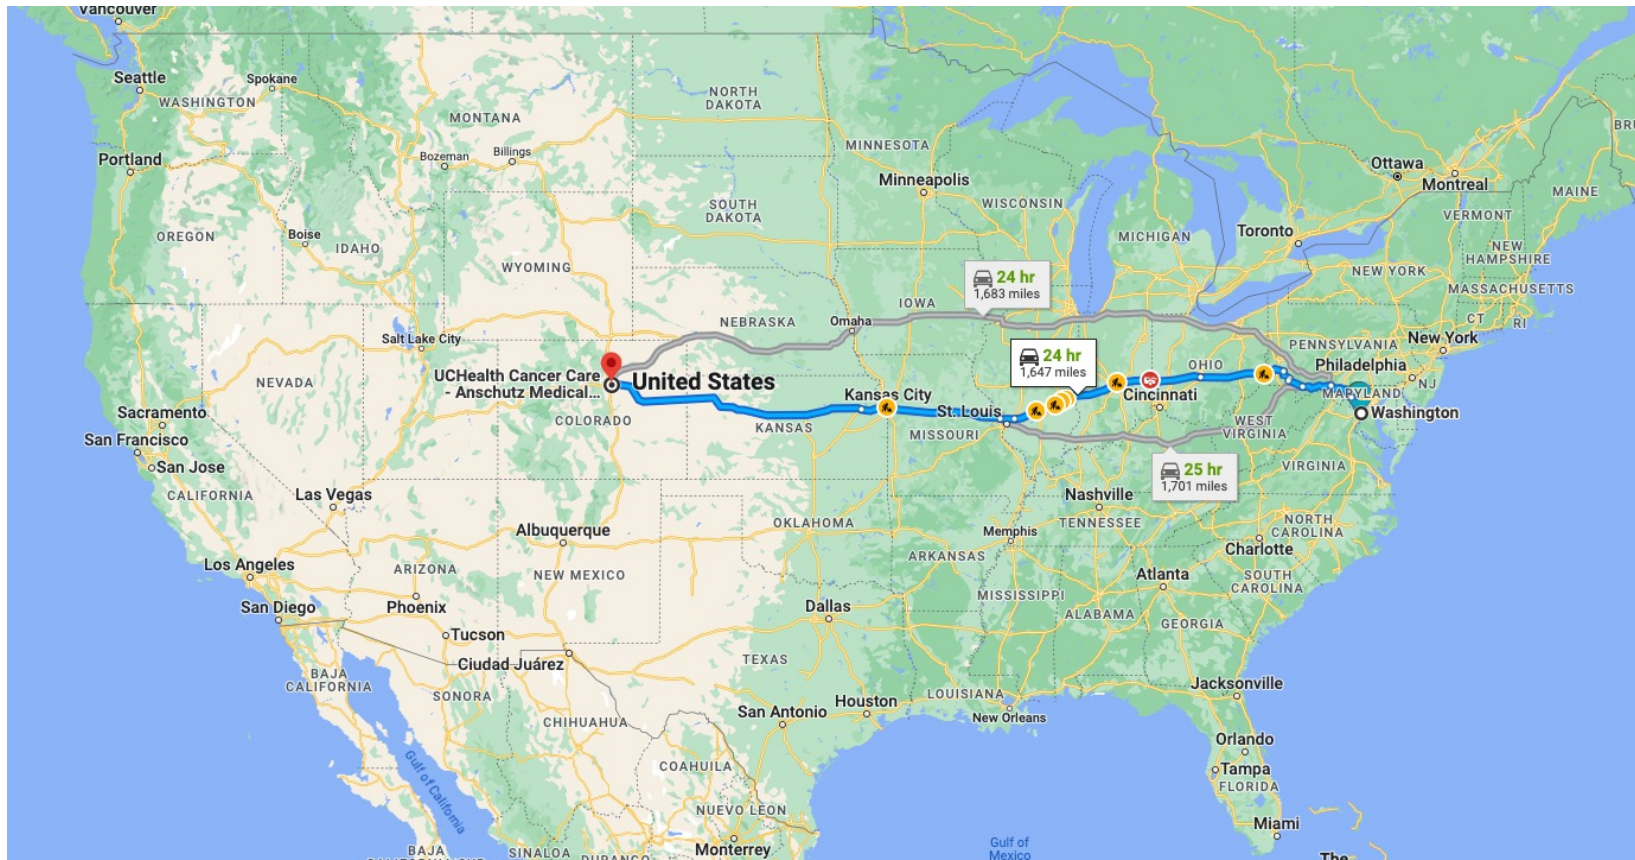 Vancouver
Seattle
Spokane
WASHINGTON
NORTH
DAKOTA
MONTANA
MINNESOTA
Portland
Bozeman
Billings
Ottawa
Montreal
Minneapolis
MAINE
SOUTH
DAKOTA
WISCONSIN
VERMONT
OREGON
Boise
IDAHO
MICHIGAN
Toronto
NEW
HAMPSHIRE
WYOMING
24 hr
1,683 miles
NEW YORK
MASSACHUSETTS
IOWA
CT
RI
NEBRASKA
Omaha
Salt Lake City
PENNSYLVANIA
New York
24 hr
1,647 miles
OHIO
Philadelphia
UCHealth Cancer Care
- Anschutz Medical...
United States
NEVADA
NJ
Kansas City
Cincinnati
MARYLAND
Sacramento
St. Louis
Washington
COLORADO
KANSAS
MISSOURI
WEST
VIRGINIA
San Francisco
San Jose
25 hr
1,701 miles
VIRGINIA
CALIFORNIA
Las Vegas
Nashville
TENNESSEE
Albuquerque
OKLAHOMA
Memphis
NORTH
CAROLINA
Charlotte
ARKANSAS
Los Angeles
ARIZONA
NEW MEXICO
Atlanta
SOUTH
CAROLINA
San Diego
Phoenix
Dallas
MISSISSIPPI
ALABAMA
GEORGIA
Tucson
Ciudad Juárez
TEXAS
BAJA
CALIFORNIA
SONORA
LOUISIANA
Jacksonville
Houston
San Antonio
New Orleans
CHIHUAHUA
Orlando
Gulf of California
COAHUILA
Tampa
FLORIDA
NUEVO LEON
Miami
Monterrey
Gulf of
Mexico
BAJA
SINALOA
DURANGO
The